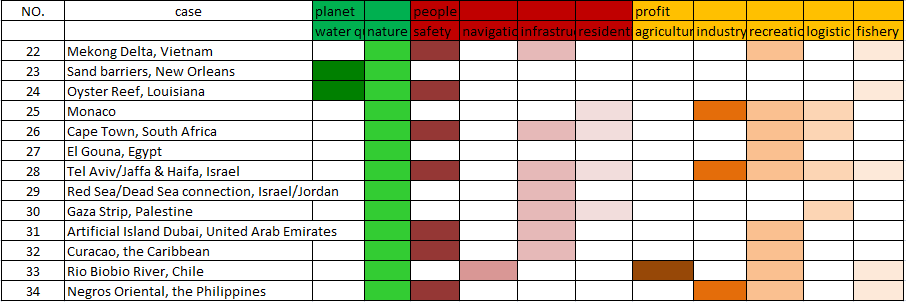 NO. case planet people profit
water q nature safety navigatio infrastru resident agricultur industry recreatio logistic fishery
22 Mekong Delta, Vietnam
23 Sand barriers, New Orleans
24 Oyster Reef, Louisiana
25 Monaco
26 Cape Town, South Africa
27 El Gouna, Egypt
28 Tel Aviv/Jaffa & Haifa, Israel
29 Red Sea/Dead Sea connection, Israel/Jordan
30 Gaza Strip, Palestine
31 Artificial Island Dubai, United Arab Emirates
32 Curacao, the Caribbean
33 Rio Biobio River, Chile
34 Negros Oriental, the Philippines